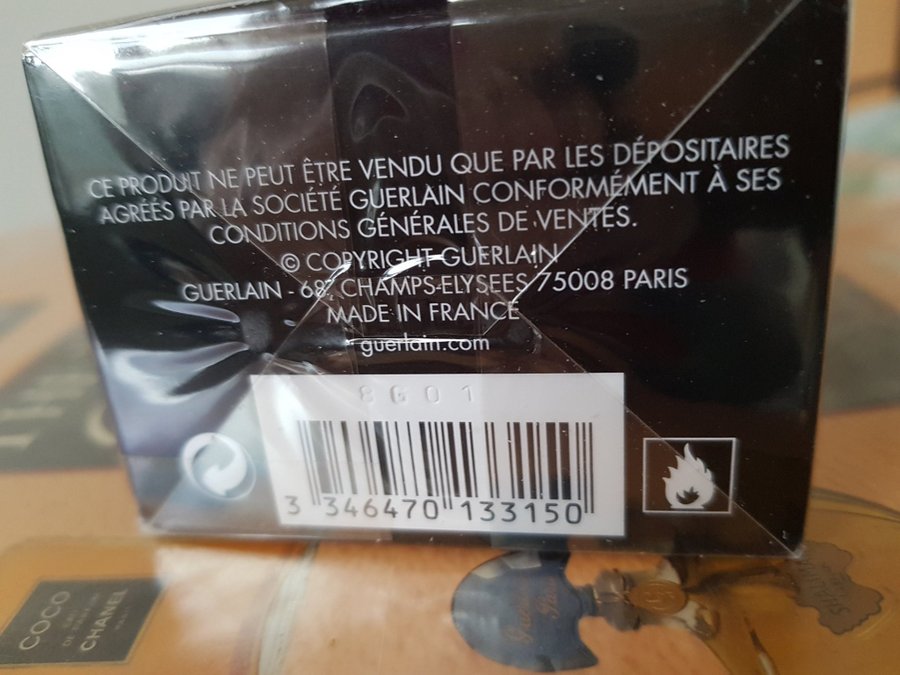 CE PRODUIT NE PEUT ÊTRE VENDU QUE PAR LES DÉPOSITAIRES
AGRÉÉS PAR LA SOCIÉTÉ GUERLAIN CONFORMÉMENT À SES
CONDITIONS GÉNÉRALES DE VENTES.
© COPYRIGHT GUERLAIN
GUERLAIN - 68, CHAMPS-ELYSEES 75008 PARIS
MADE IN FRANCE
guerlain.com
8G01
3 346470 133150
COCO
CHANEL